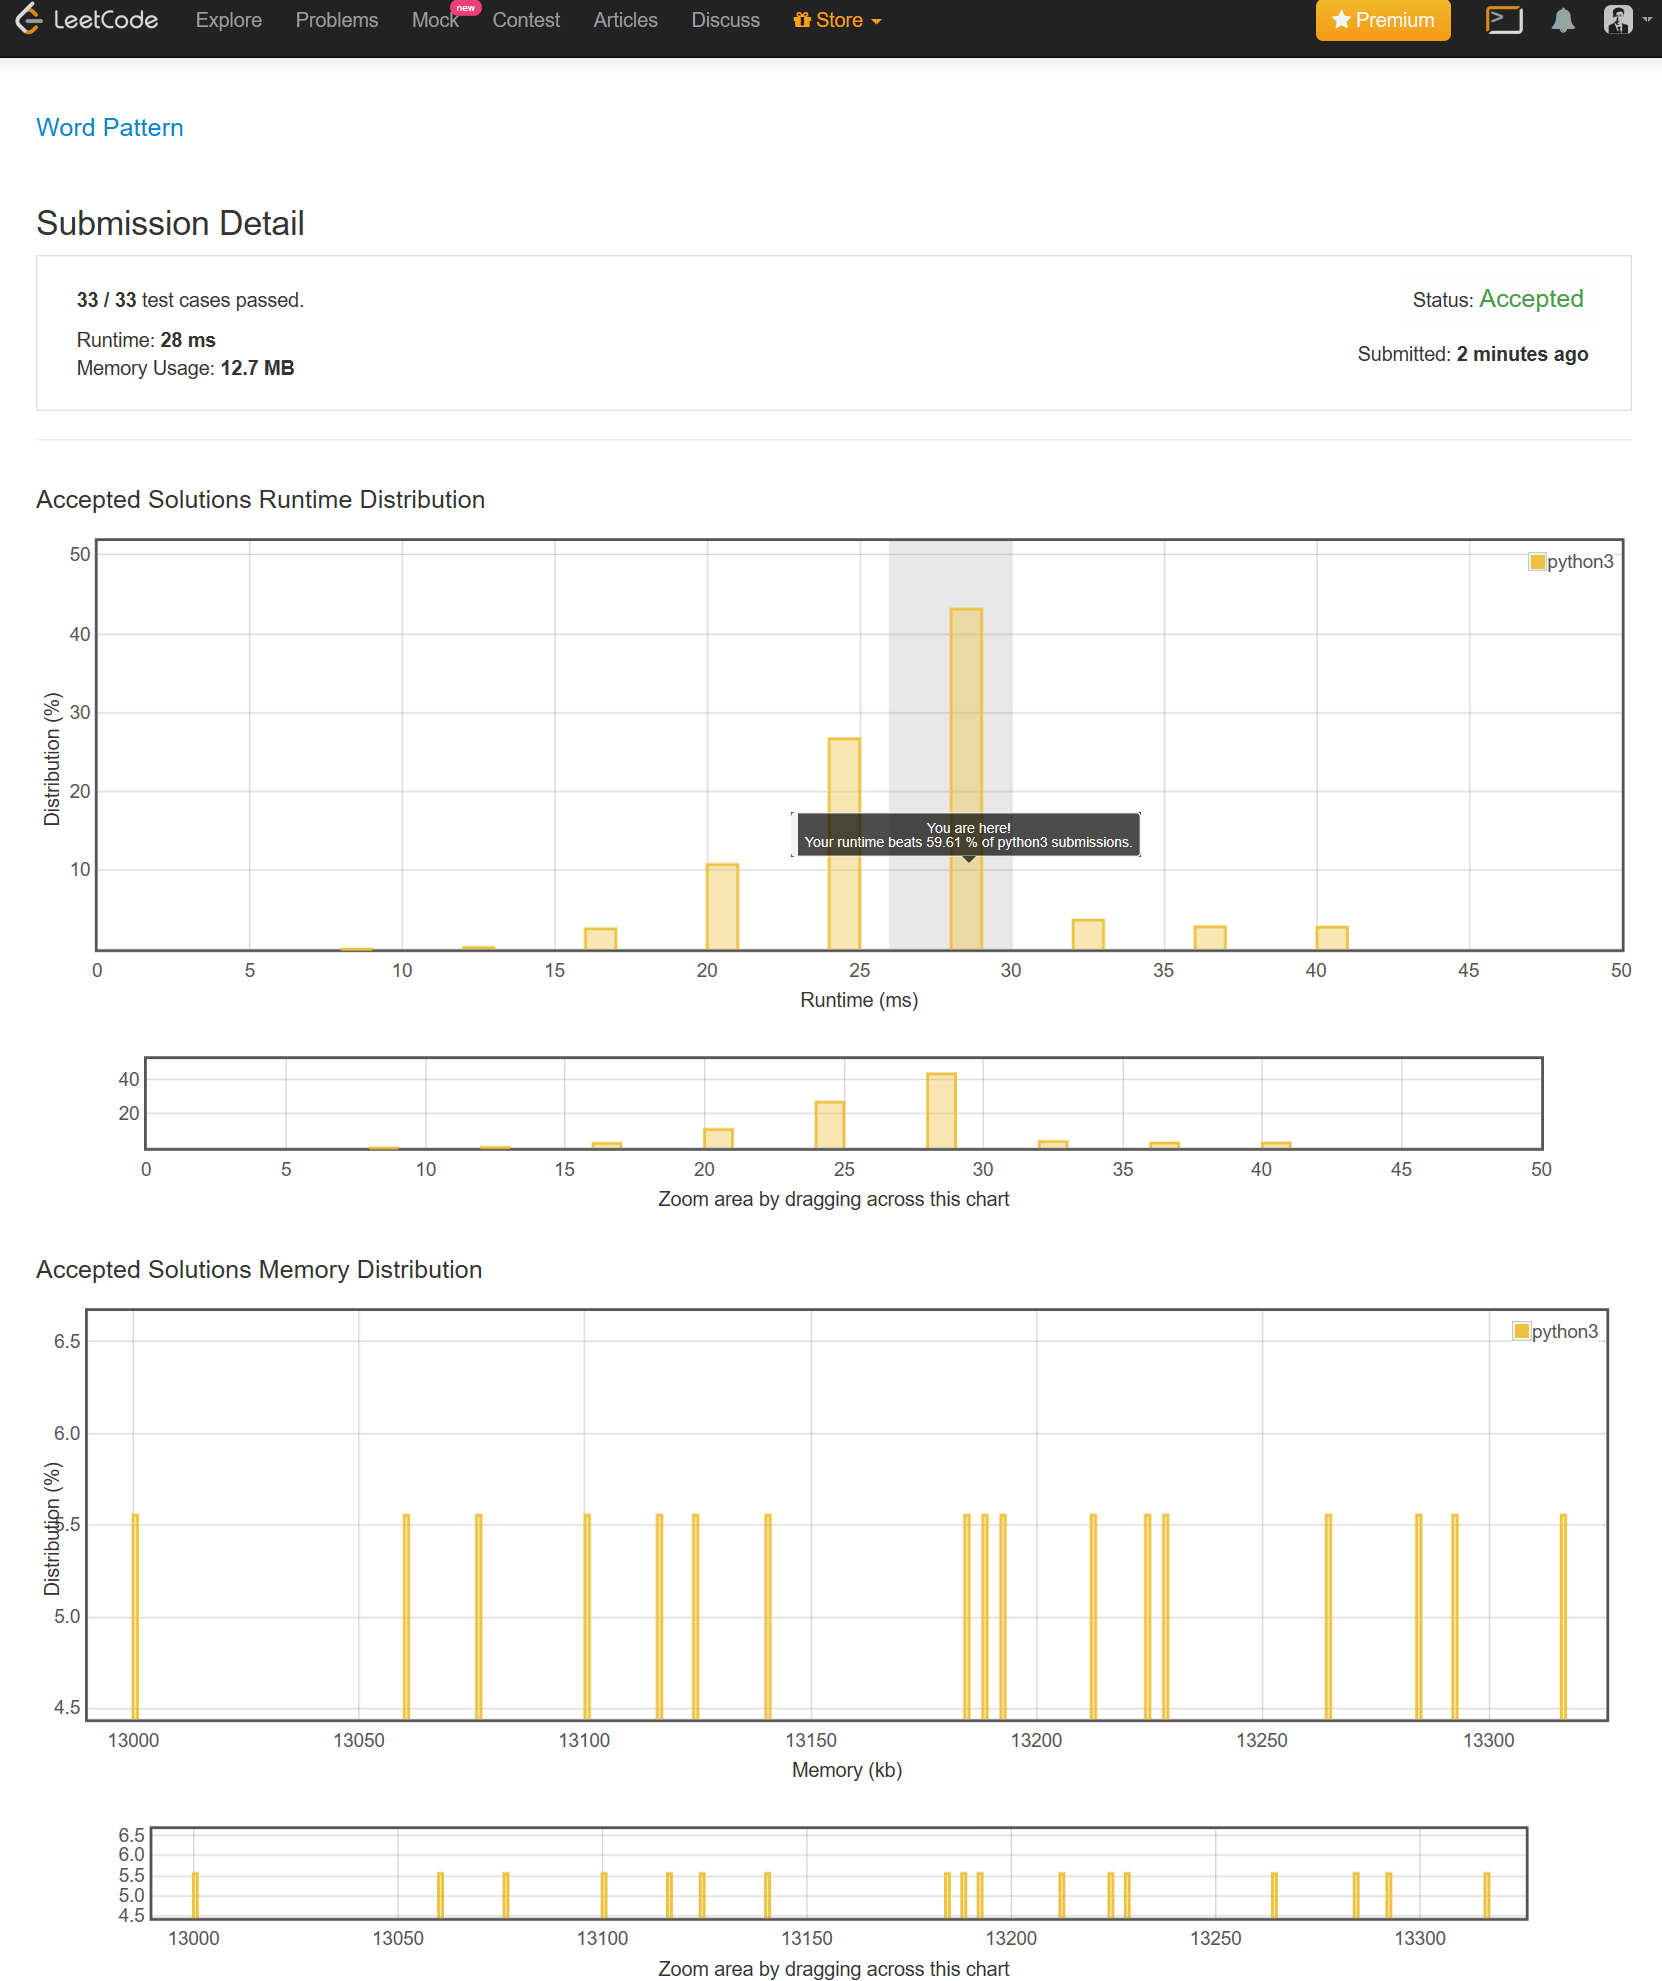 LeetCode Explore Problems Mock new Contest Articles Discuss Store Premium
Word Pattern
Submission Detail
33 / 33 test cases passed.
Status: Accepted
Runtime: 28 ms
Memory Usage: 12.7 MB
Submitted: 2 minutes ago
Accepted Solutions Runtime Distribution
python3
50
40
30
20
10
Distribution (%)
You are here!
Your runtime beats 59.61 % of python3 submissions.
0 5 10 15 20 25 30 35 40 45 50
Runtime (ms)
40
20
0 5 10 15 20 25 30 35 40 45 50
Zoom area by dragging across this chart
Accepted Solutions Memory Distribution
python3
6.5
6.0
5.5
5.0
4.5
Distribution (%)
13000 13050 13100 13150 13200 13250 13300
Memory (kb)
6.5
6.0
5.5
5.0
4.5
13000 13050 13100 13150 13200 13250 13300
Zoom area by dragging across this chart